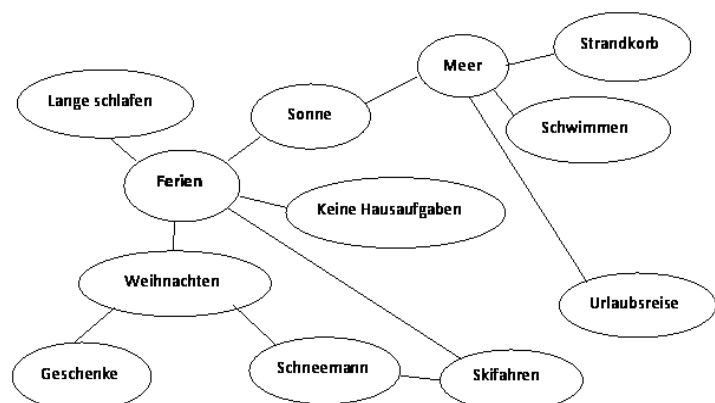 Strandkorb
Meer
Lange schlafen
Sonne
Schwimmen
Ferien
Keine Hausaufgaben
Weihnachten
Urlaubsreise
Geschenke
Schneemann
Skifahren